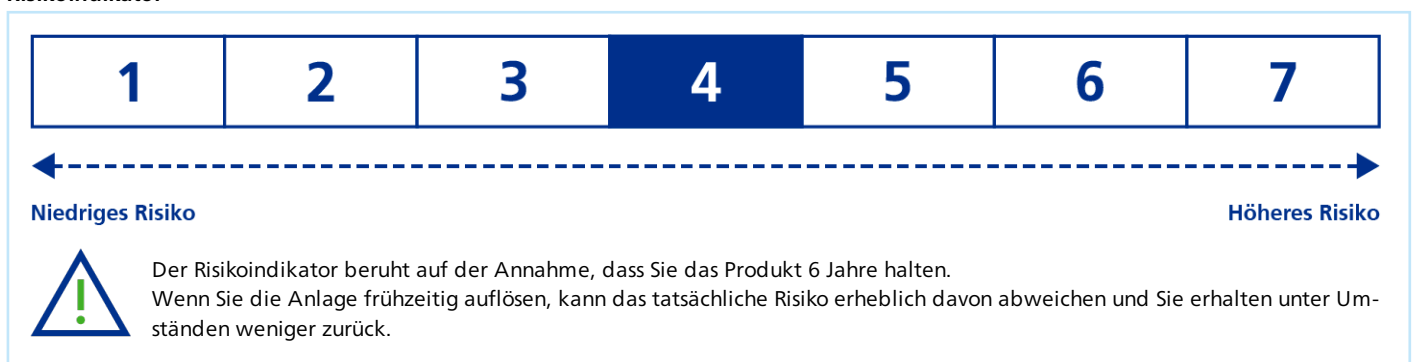 1 2 3 4 5 6 7
Niedriges Risiko Höheres Risiko
Der Risikoindikator beruht auf der Annahme, dass Sie das Produkt 6 Jahre halten.
Wenn Sie die Anlage frühzeitig auflösen, kann das tatsächliche Risiko erheblich davon abweichen und Sie erhalten unter Um-
ständen weniger zurück.